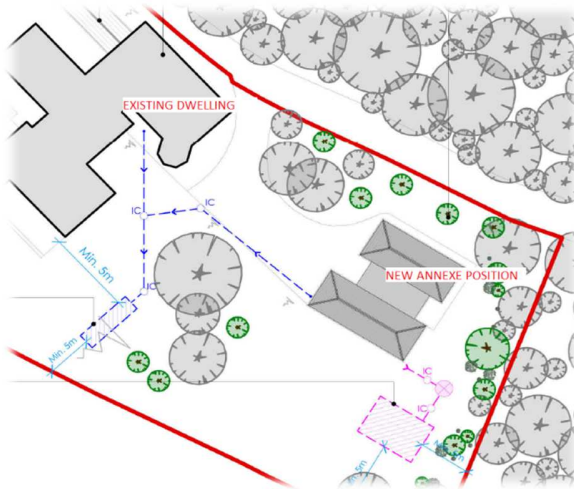 EXISTING DWELLING
IC
IC
Min. 5m
IC
NEW ANNEXE POSITION
Min. 5m
IC
IC